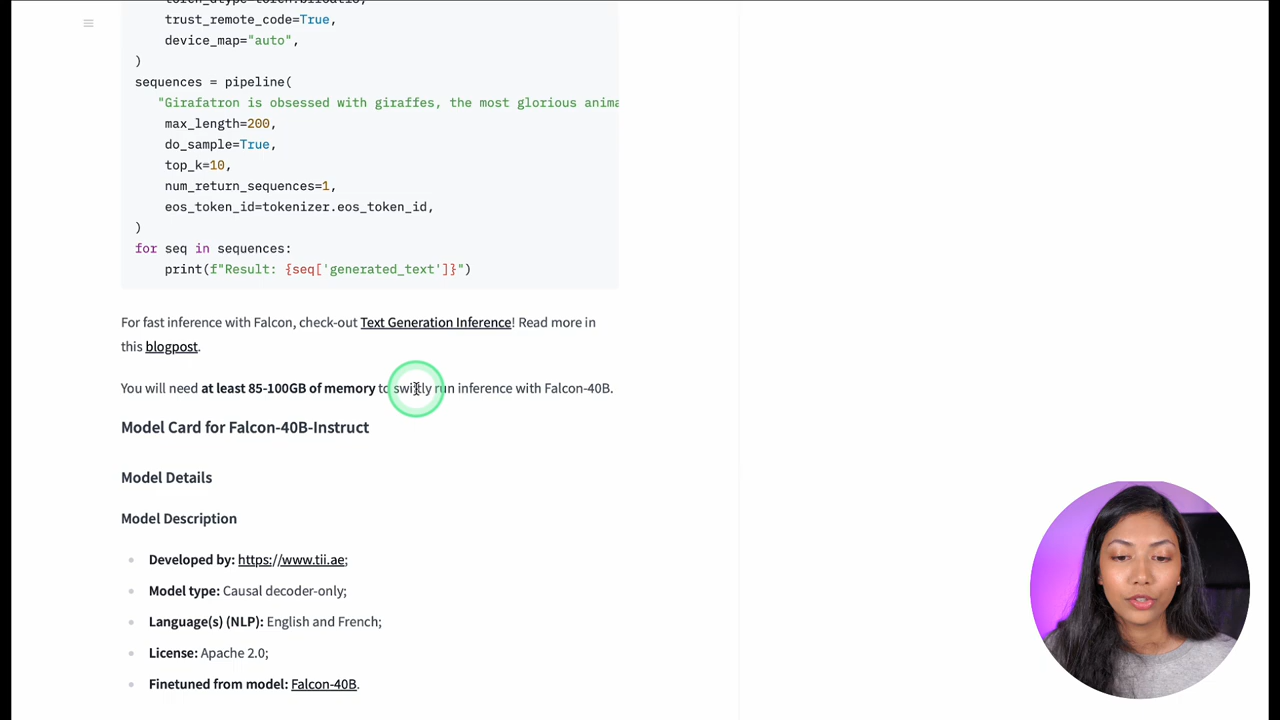 trust_remote_code=True,
device_map="auto",
)
sequences = pipeline(
"Girafatron is obsessed with giraffes, the most glorious anima
max_length=200,
do_sample=True,
top_k=10,
num_return_sequences=1,
eos_token_id=tokenizer.eos_token_id,
)
for seq in sequences:
print(f"Result: {seq['generated_text']}")
For fast inference with Falcon, check-out Text Generation Inference! Read more in
this blogpost.
You will need at least 85-100GB of memory to swiftly run inference with Falcon-40B.
Model Card for Falcon-40B-Instruct
Model Details
Model Description
Developed by: https://www.tii.ae;
Model type: Causal decoder-only;
Language(s) (NLP): English and French;
License: Apache 2.0;
Finetuned from model: Falcon-40B.